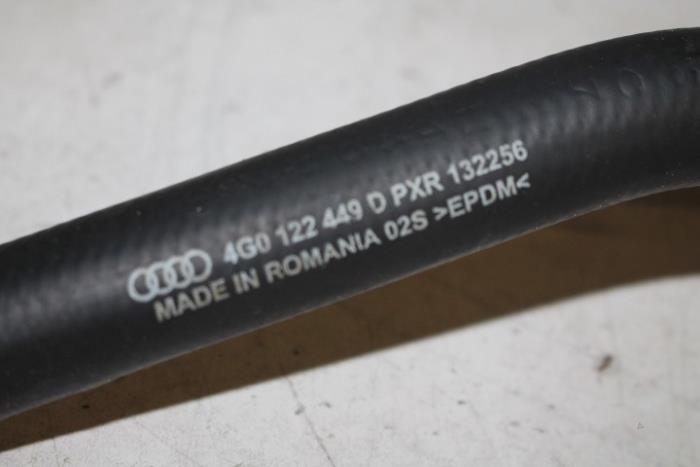 4G0 122 449 D PXR 132256
MADE IN ROMANIA 02S >EPDM<